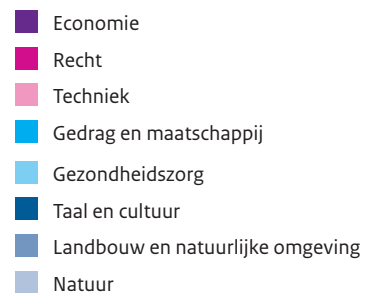 Economie
Recht
Techniek
Gedrag en maatschappij
Gezondheidszorg
Taal en cultuur
Landbouw en natuurlijke omgeving
Natuur